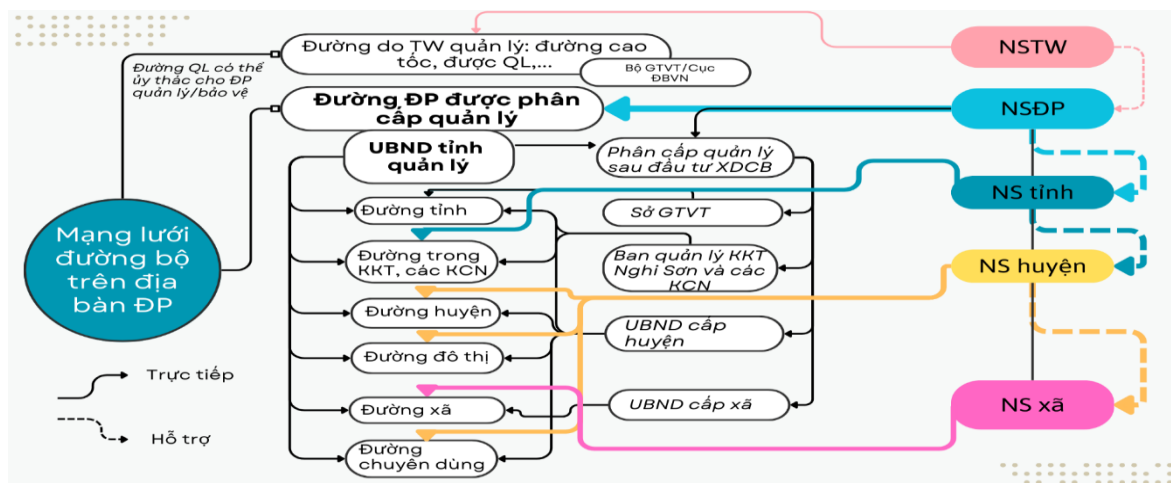 Đường do TW quản lý: đường cao
tốc, được QL,...
Bộ GTVT/Cục
ĐBVN
NSTW
Đường QL có thể
ủy thác cho ĐP
quản lý/bảo vệ
Đường ĐP được phân
cấp quản lý
NSĐP
UBND tỉnh
quản lý
Phân cấp quản lý
sau đầu tư XDCB
NS tỉnh
Đường tỉnh
Sở GTVT
Mạng lưới
đường bộ
trên địa
bàn ĐP
Đường trong
KKT, các KCN
Ban quản lý KKT
Nghi Sơn và các
KCN
NS huyện
Đường huyện
UBND cấp
huyện
Đường đô thị
Trực tiếp
Đường xã
UBND cấp xã
NS xã
Hỗ trợ
Đường
chuyên dùng